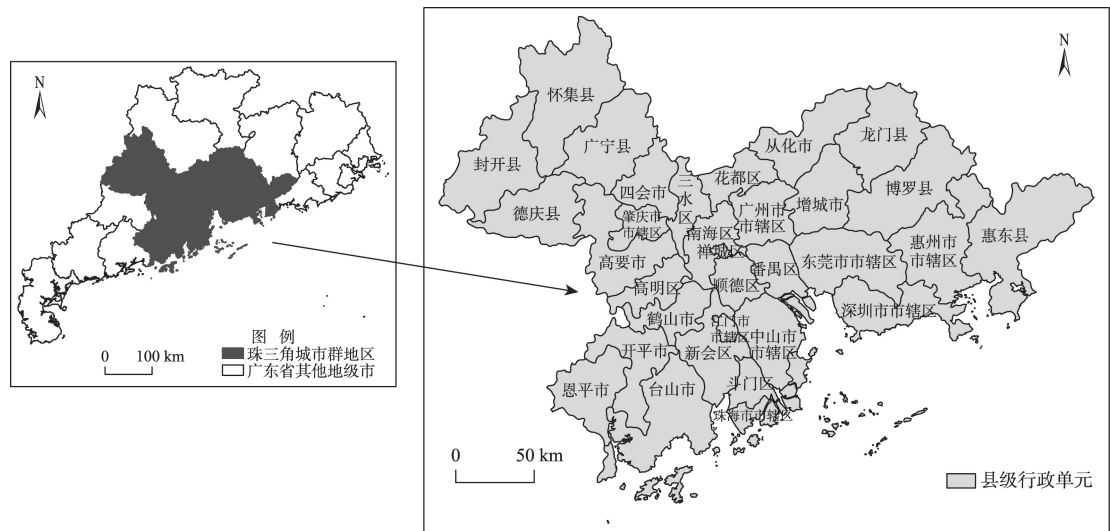 N
图 例
0 100 km
珠三角城市群地区
广东省其他地级市
N
怀集县
龙门县
从化市
广宁县
封开县
花都区
三水区
四会市
博罗县
增城市
德庆县
肇庆市
市辖区
广州市
市辖区
南海区
惠州市
市辖区
惠东县
禅城区
高要市
番禺区
东莞市市辖区
高明区
顺德区
深圳市市辖区
鹤山市
江门市
市辖区
中山市
市辖区
开平市
新会区
恩平市
台山市
斗门区
珠海市市辖区
0 50 km
县级行政单元